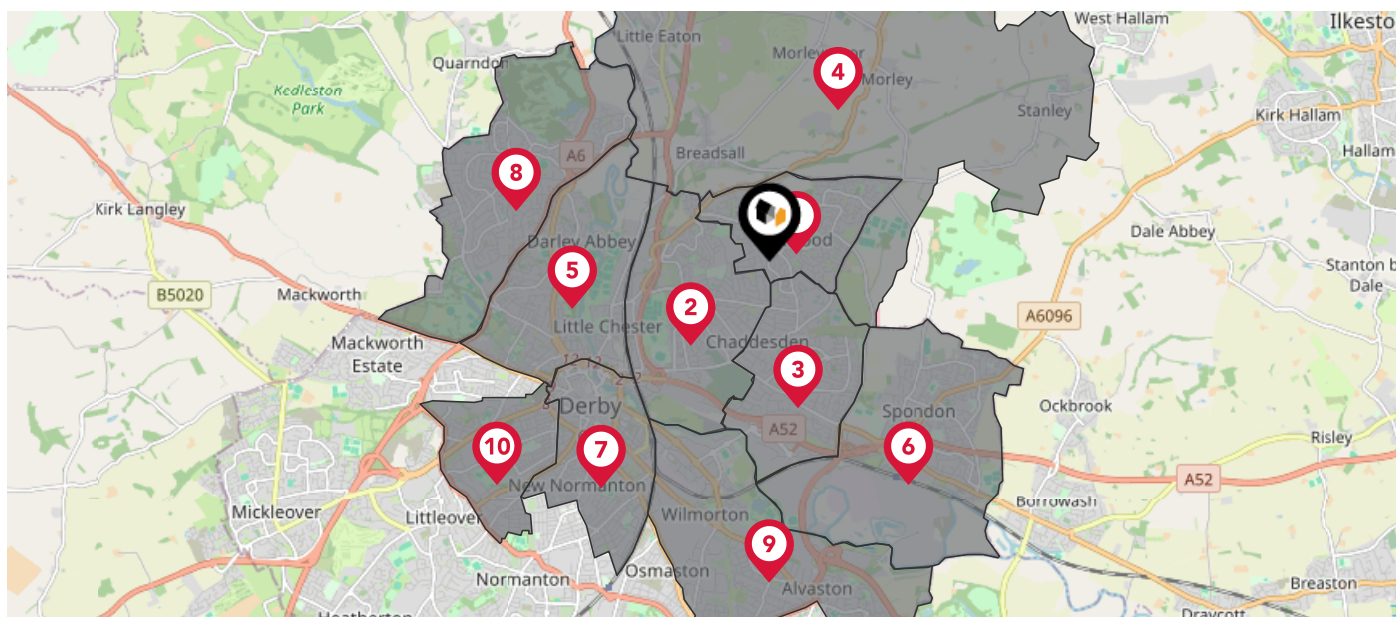 West Hallam
Ilkesto
Little Eaton
Quarndon
Morley
4
Morley
Kedleston
Park
Stanley
Kirk Hallam
Hallam
A6
Breadsall
8
Kirk Langley
ood
Dale Abbey
Darley Abbey
5
Stanton b
Dale
B5020
Mackworth
2
A6096
Little Chester
Chaddesden
Mackworth
Estate
3
Derby
Spondon
Ockbrook
A52
Risley
10
7
6
A52
New Normanton
Mickleover
Littleover
Wilmorton
Borrowash
9
Normanton
Osmaston
Alvaston
Breaston
Heatherton
Draycott